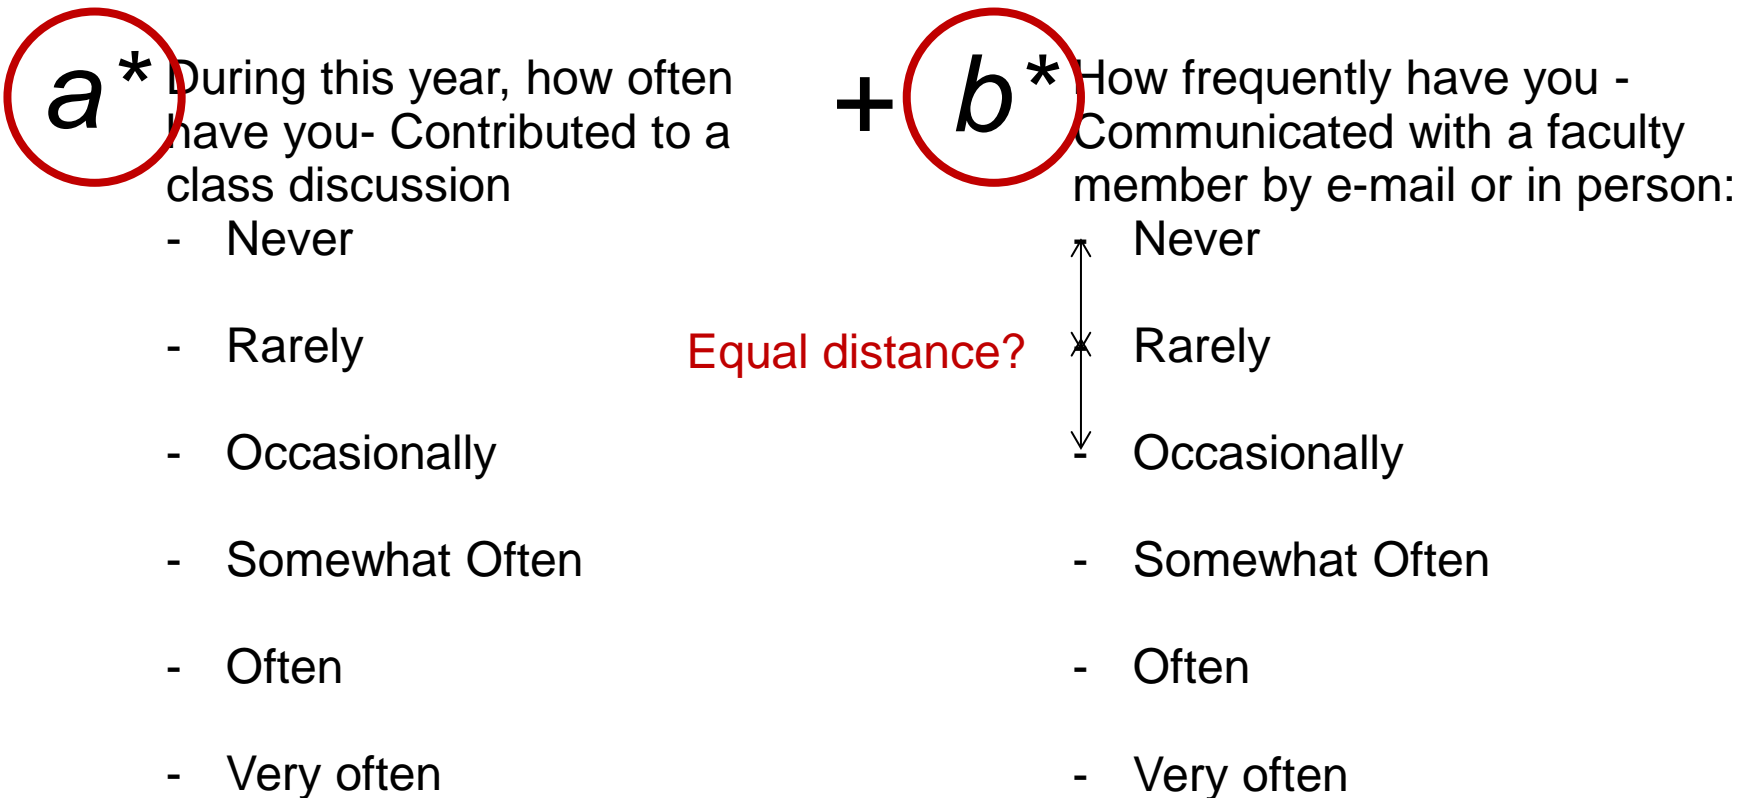 a*
During this year, how often
have you- Contributed to a
class discussion
- Never
- Rarely
- Occasionally
- Somewhat Often
- Often
- Very often
+ b*
How frequently have you -
Communicated with a faculty
member by e-mail or in person:
- Never
Equal distance?
- Rarely
- Occasionally
- Somewhat Often
- Often
- Very often